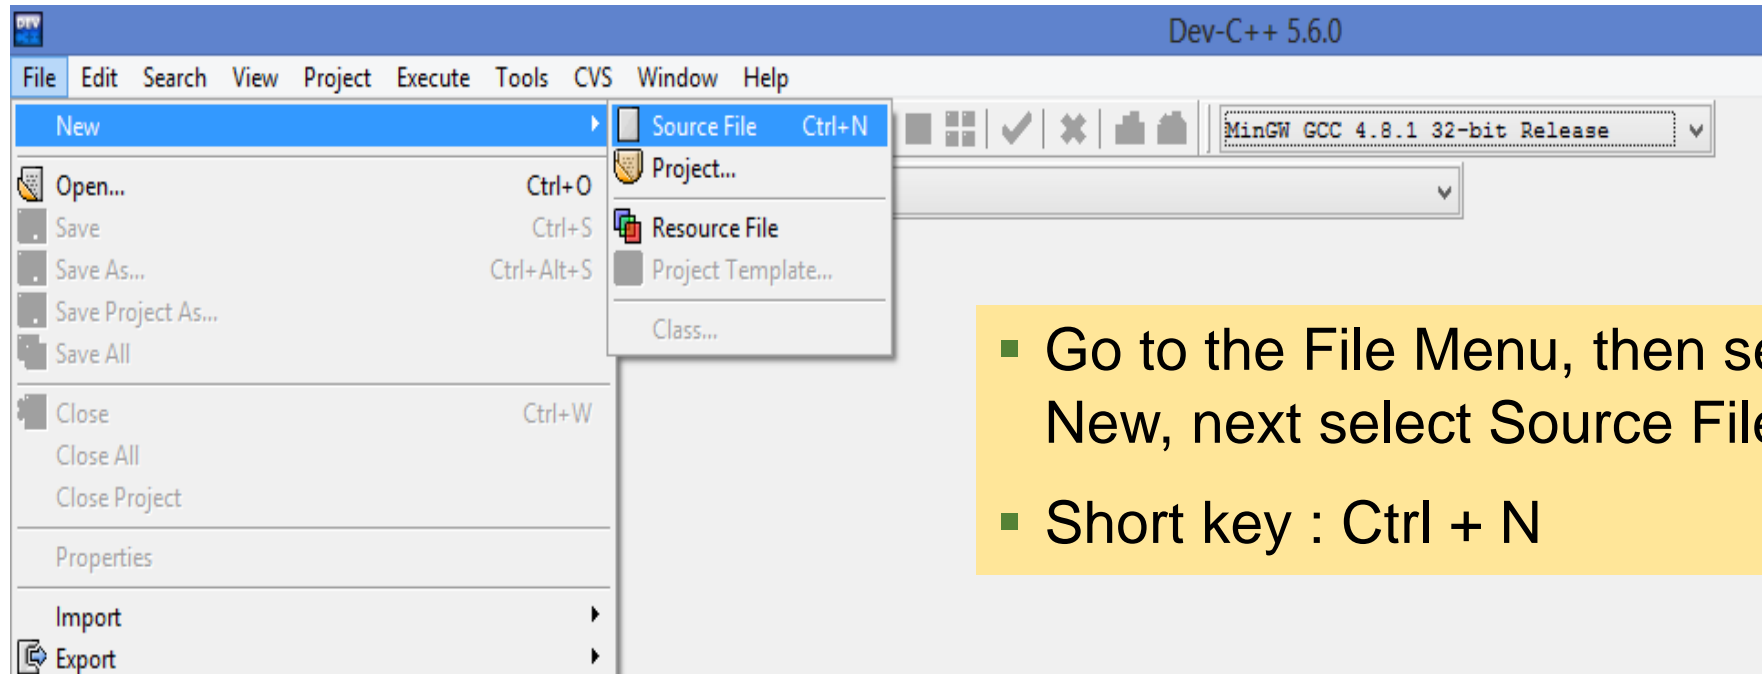 DEV
Dev-C++ 5.6.0
File Edit Search View Project Execute Tools CVS Window Help
New
Source File Ctrl+N
MinGW GCC 4.8.1 32-bit Release
Project...
Open... Ctrl+O
Save Ctrl+S
Resource File
Save As... Ctrl+Alt+S
Project Template...
Save Project As...
Class...
Save All
Close Ctrl+W
Close All
Close Project
Properties
Import
Export
Go to the File Menu, then se
New, next select Source File
Short key : Ctrl + N